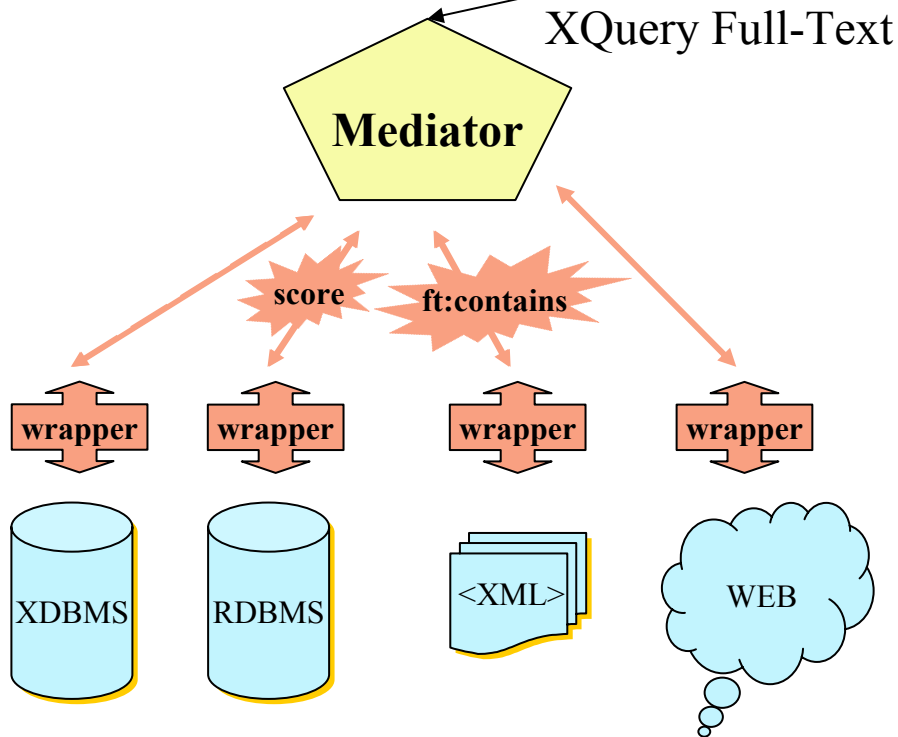 XQuery Full-Text
Mediator
score
ft:contains
wrapper
wrapper
wrapper
wrapper
XDBMS
RDBMS
<XML>
WEB